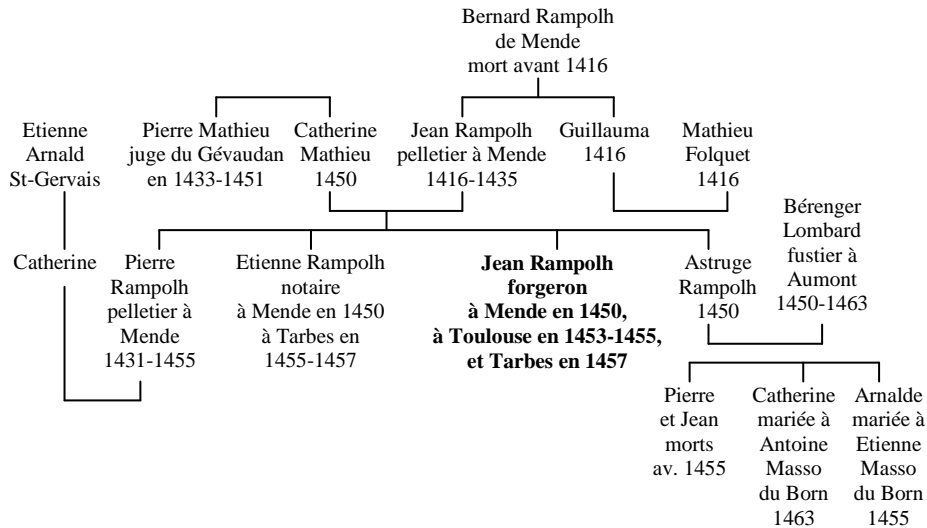 Bernard Rampolh
de Mende
mort avant 1416
Etienne
Arnald
St-Gervais
Pierre Mathieu
juge du Gévaudan
en 1433-1451
Catherine
Mathieu
1450
Jean Rampolh
pelletier à Mende
1416-1435
Guillauma
1416
Mathieu
Folquet
1416
Bérenger
Lombard
fustier à
Aumont
1450-1463
Catherine
Pierre
Rampolh
pelletier à
Mende
1431-1455
Etienne Rampolh
notaire
à Mende en 1450
à Tarbes en
1455-1457
Jean Rampolh
forgeron
à Mende en 1450,
à Toulouse en 1453-1455,
et Tarbes en 1457
Astruge
Rampolh
1450
Pierre
et Jean
morts
av. 1455
Catherine
mariée à
Antoine
Masso
du Born
1463
Arnalde
mariée à
Etienne
Masso
du Born
1455